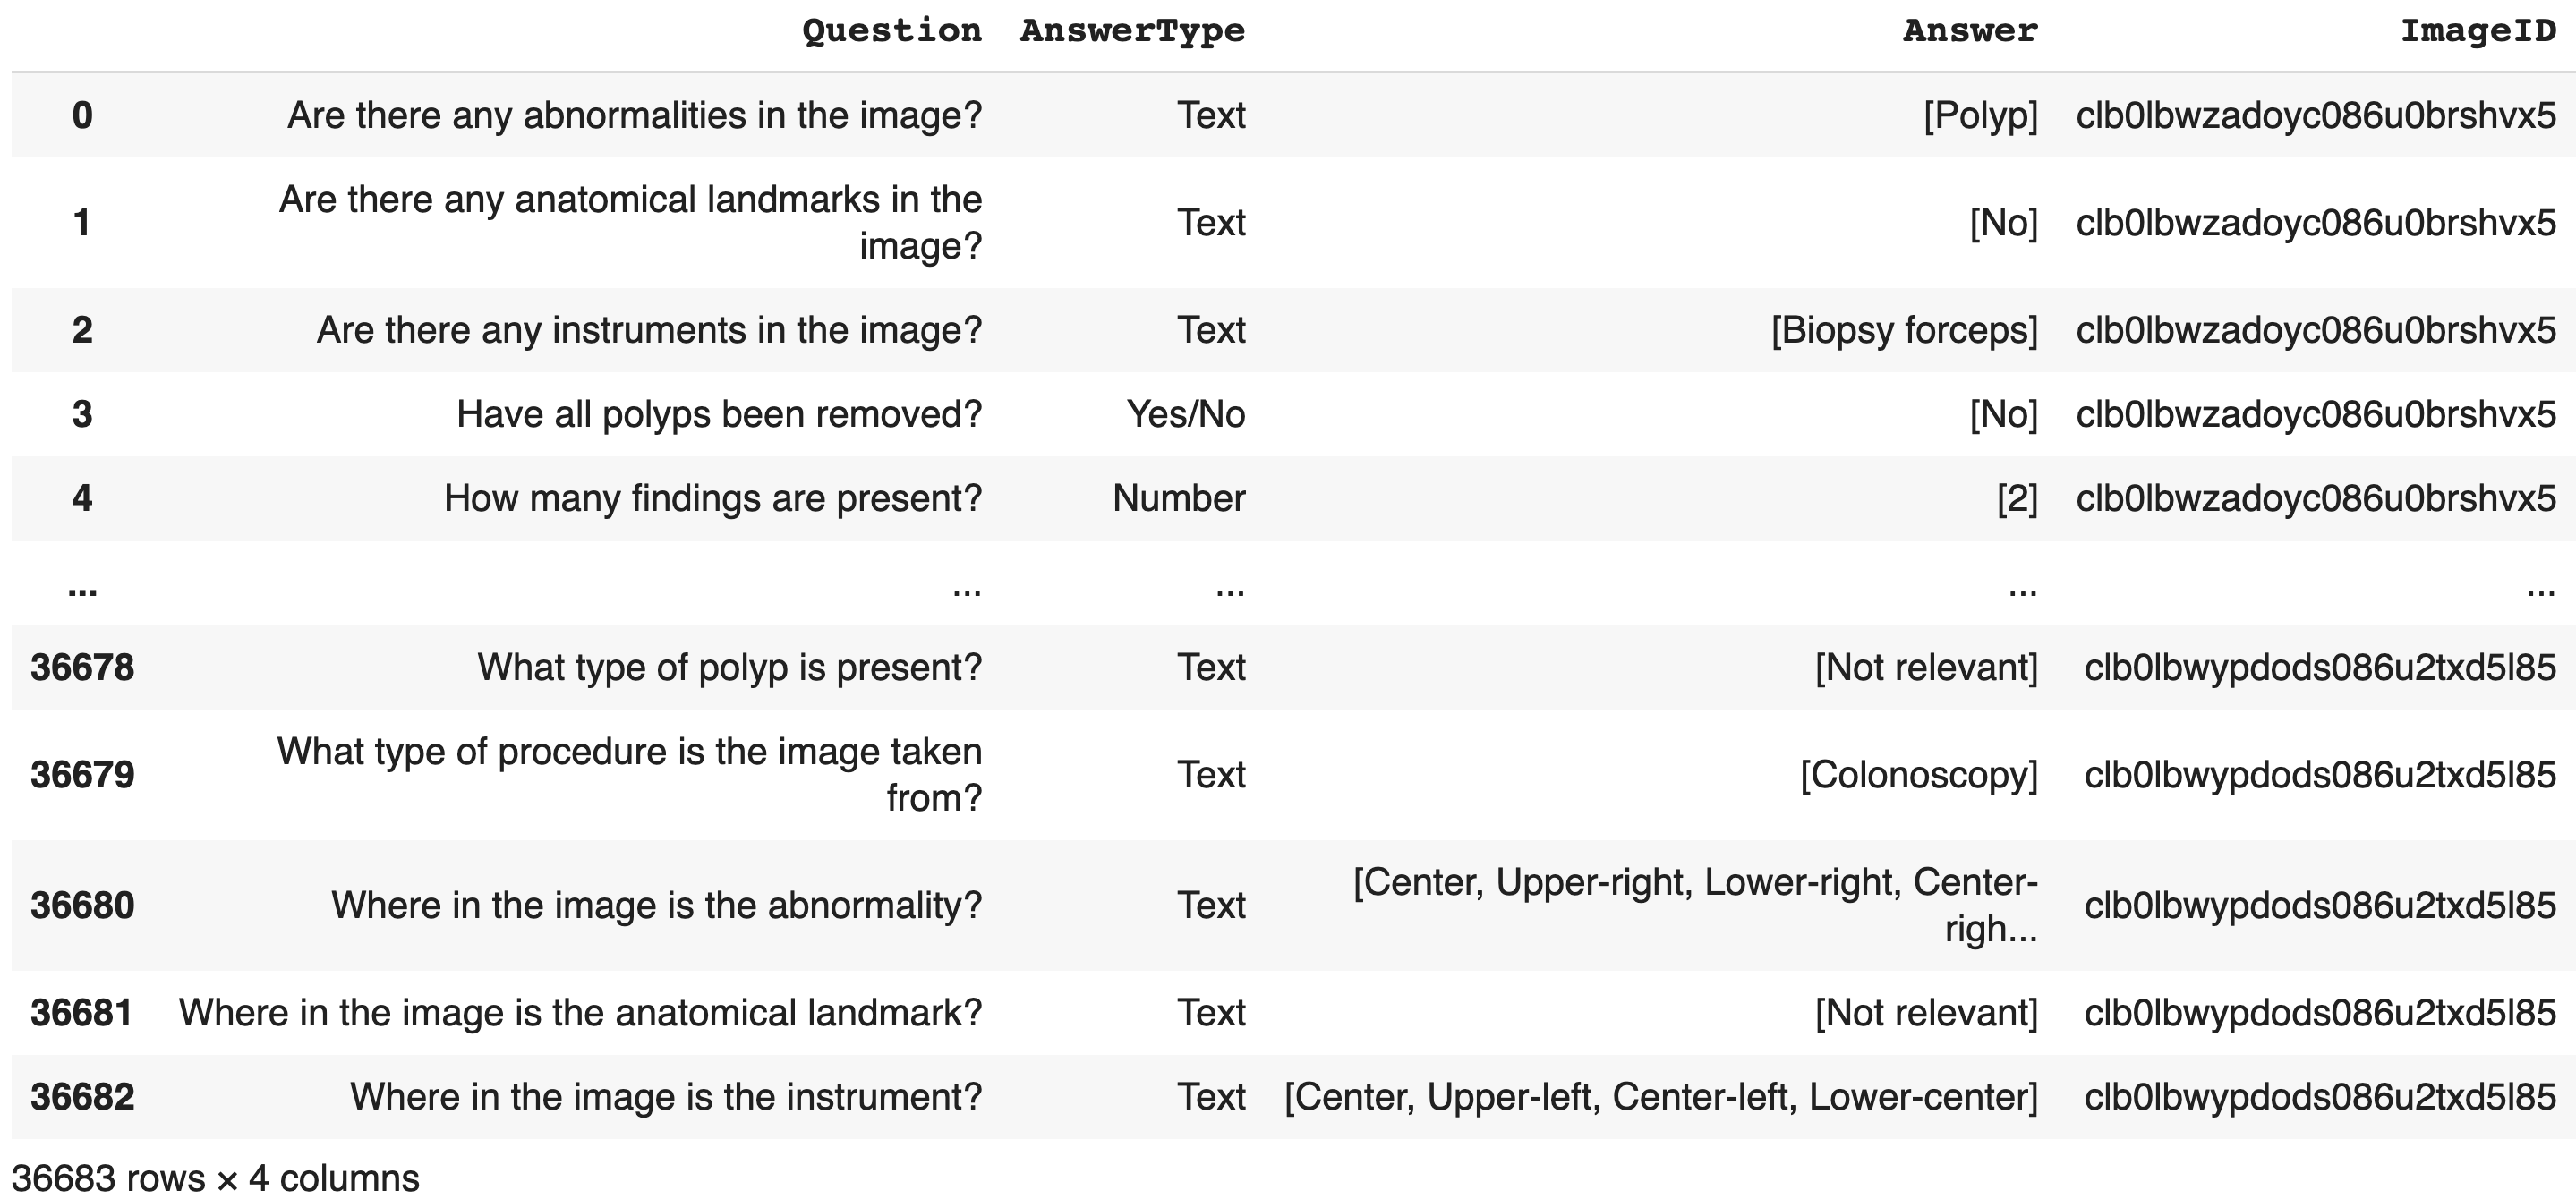 Question AnswerType Answer ImageID
0 Are there any abnormalities in the image? Text [Polyp] clb0lbwzadoyc086u0brshvx5
1 Are there any anatomical landmarks in the
image? Text [No] clb0lbwzadoyc086u0brshvx5
2 Are there any instruments in the image? Text [Biopsy forceps] clb0lbwzadoyc086u0brshvx5
3 Have all polyps been removed? Yes/No [No] clb0lbwzadoyc086u0brshvx5
4 How many findings are present? Number [2] clb0lbwzadoyc086u0brshvx5
... ... ... ... ...
36678 What type of polyp is present? Text [Not relevant] clb0lbwypdods086u2txd5l85
36679 What type of procedure is the image taken
from? Text [Colonoscopy] clb0lbwypdods086u2txd5l85
36680 Where in the image is the abnormality? Text [Center, Upper-right, Lower-right, Center-
righ... clb0lbwypdods086u2txd5l85
36681 Where in the image is the anatomical landmark? Text [Not relevant] clb0lbwypdods086u2txd5l85
36682 Where in the image is the instrument? Text [Center, Upper-left, Center-left, Lower-center] clb0lbwypdods086u2txd5l85
36683 rows × 4 columns